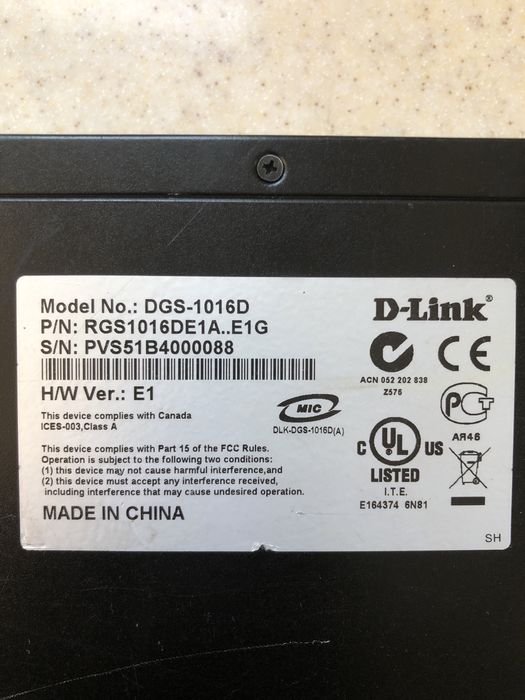 Model No.: DGS-1016D
P/N: RGS1016DE1A..E1G
S/N: PVS51B4000088
H/W Ver.: E1
This device complies with Canada
ICES-003,Class A
This device complies with Part 15 of the FCC Rules.
Operation is subject to the following two conditions:
(1) this device may not cause harmful interference,and
(2) this device must accept any interference received,
including interference that may cause undesired operation.
MADE IN CHINA
D-Link®
CE
ACN 052 202 838
Z575
MIC
DLK-DGS-1016D(A)
РСТ
АЯ46
C UL US
®
LISTED
I.T.E.
E164374 6N81
SH